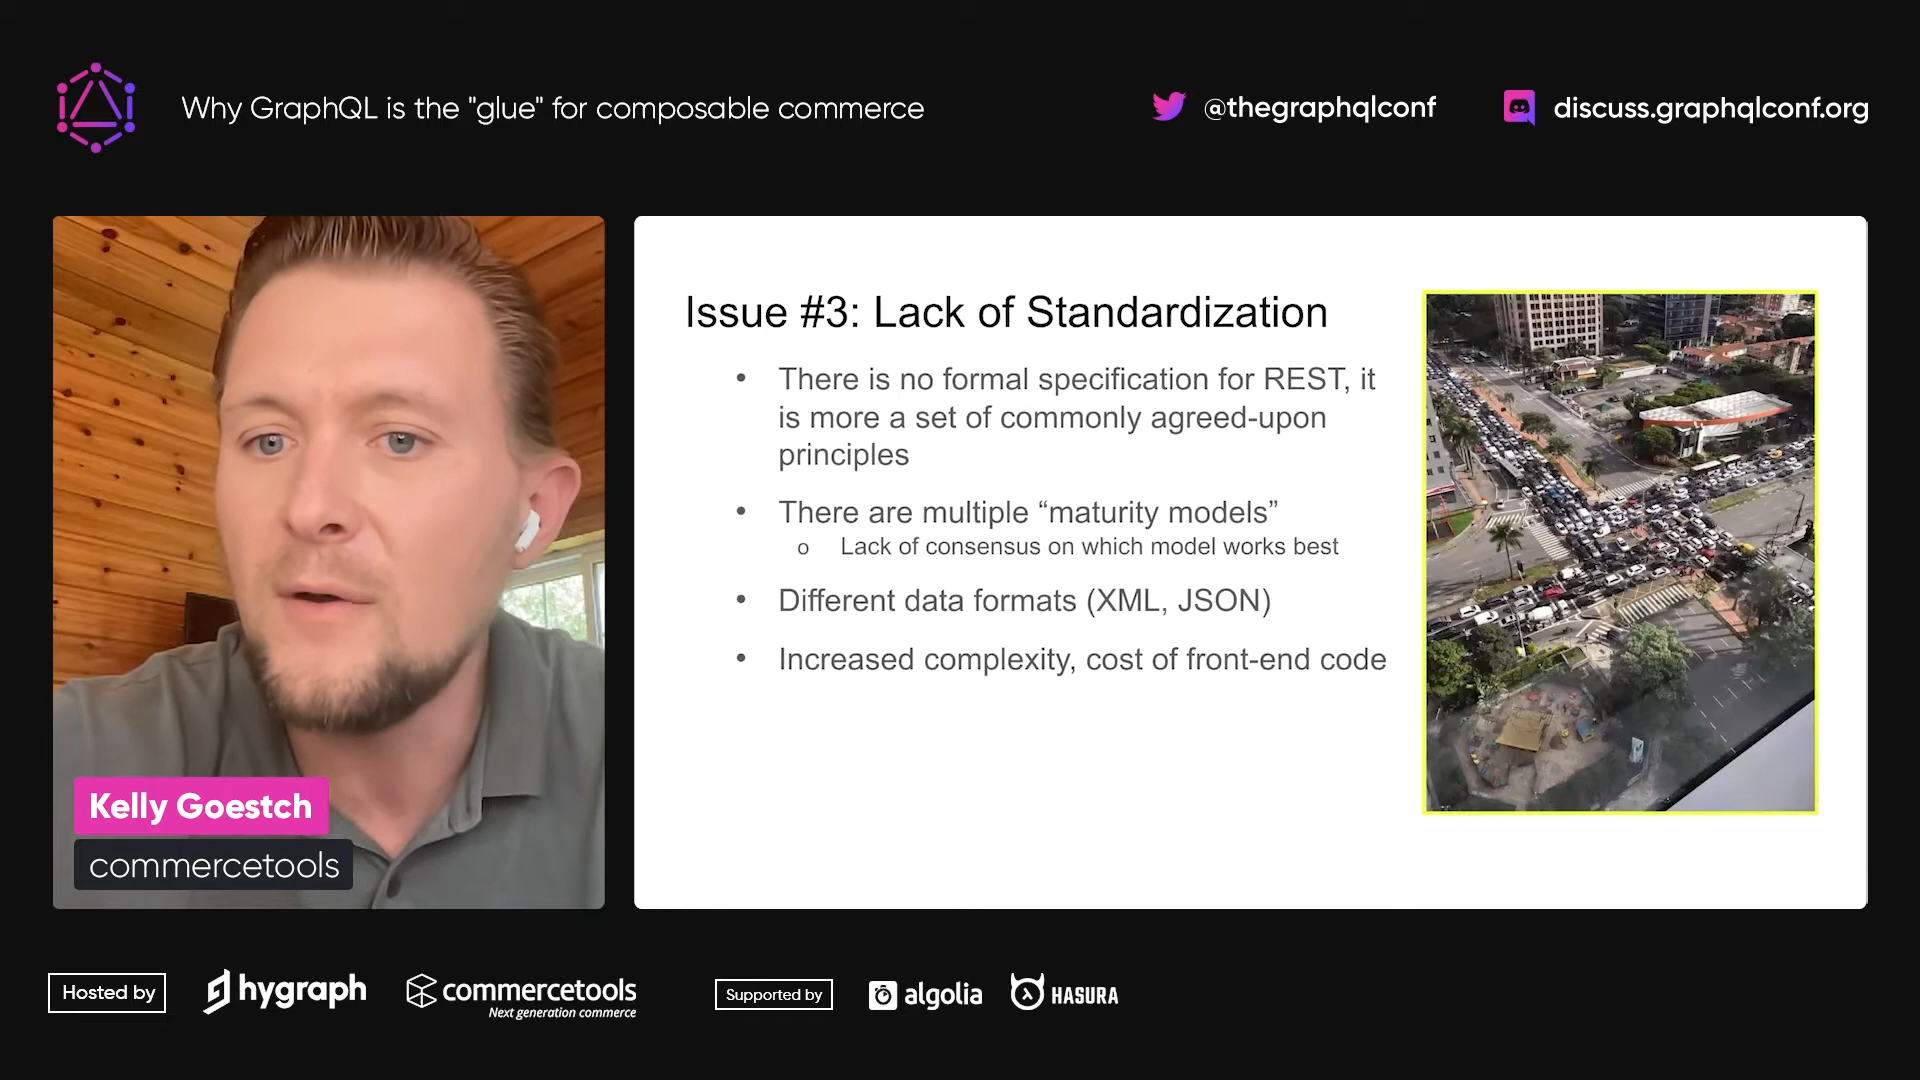 Why GraphQL is the "glue" for composable commerce
@thegraphqlconf
discuss.graphqlconf.org
Kelly Goestch
commercetools
Issue #3: Lack of Standardization
• There is no formal specification for REST, it
is more a set of commonly agreed-upon
principles
• There are multiple “maturity models”
o Lack of consensus on which model works best
• Different data formats (XML, JSON)
• Increased complexity, cost of front-end code
Hosted by
hygraph
commercetools
Next generation commerce
Supported by
algolia
HASURA